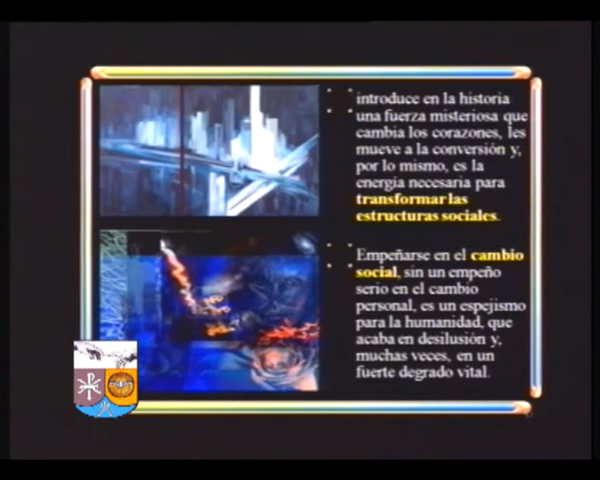 introduce en la historia
una fuerza misteriosa que
cambia los corazones, les
mueve a la conversión y,
por lo mismo, es la
energía necesaria para
transformar las
estructuras sociales.
Empeñarse en el cambio
social, sin un empeño
serio en el cambio
personal, es un espejismo
para la humanidad, que
acaba en desilusión y,
muchas veces, en un
fuerte degrado vital.